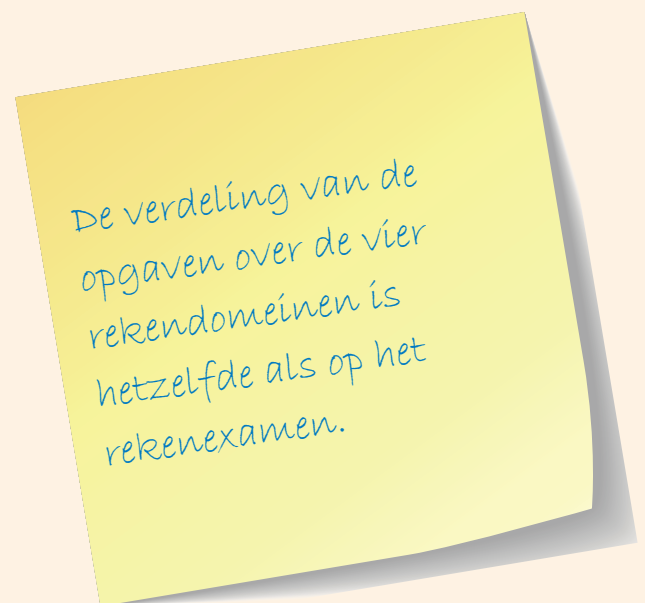 De verdeling van de
opgaven over de vier
rekendomeinen is
hetzelfde als op het
rekenexamen.